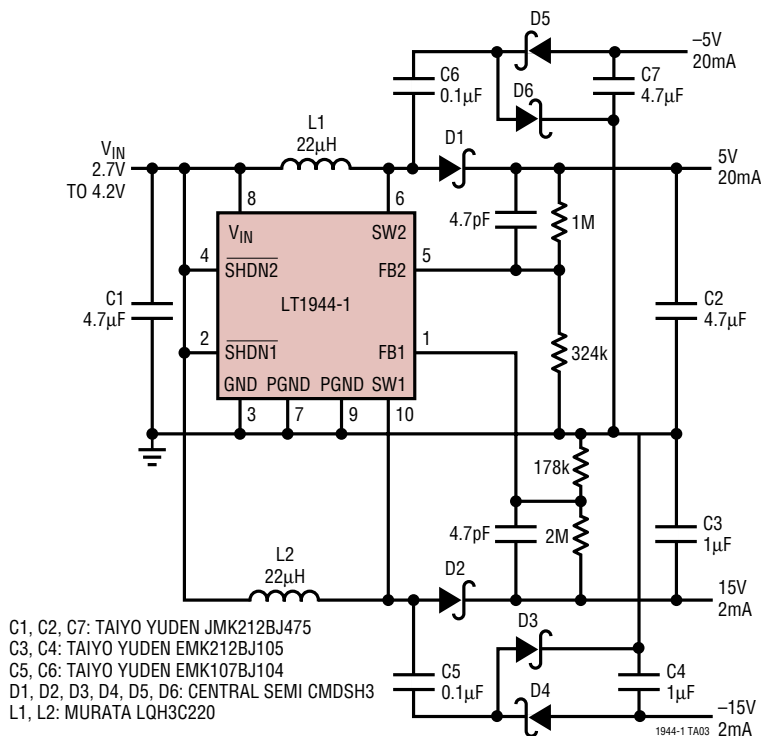 D5
–5V
20mA
C6
0.1µF
D6
C7
4.7µF
L1
22µH
D1
VIN
2.7V
TO 4.2V
5V
20mA
8
6
VIN
SW2
4.7pF
1M
4
SHDN2
5
FB2
C1
4.7µF
LT1944-1
C2
4.7µF
2
SHDN1
1
FB1
324k
GND PGND PGND SW1
3
7
9
10
178k
4.7pF
2M
C3
1µF
L2
22µH
D2
15V
2mA
D3
C5
0.1µF
D4
C4
1µF
–15V
2mA
C1, C2, C7: TAIYO YUDEN JMK212BJ475
C3, C4: TAIYO YUDEN EMK212BJ105
C5, C6: TAIYO YUDEN EMK107BJ104
D1, D2, D3, D4, D5, D6: CENTRAL SEMI CMDSH3
L1, L2: MURATA LQH3C220
1944-1 TA03